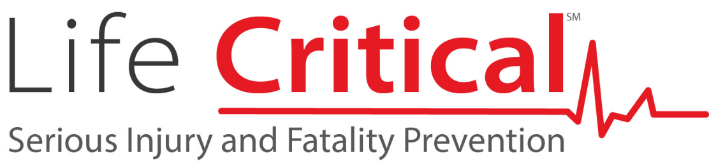 Life Critical℠
Serious Injury and Fatality Prevention